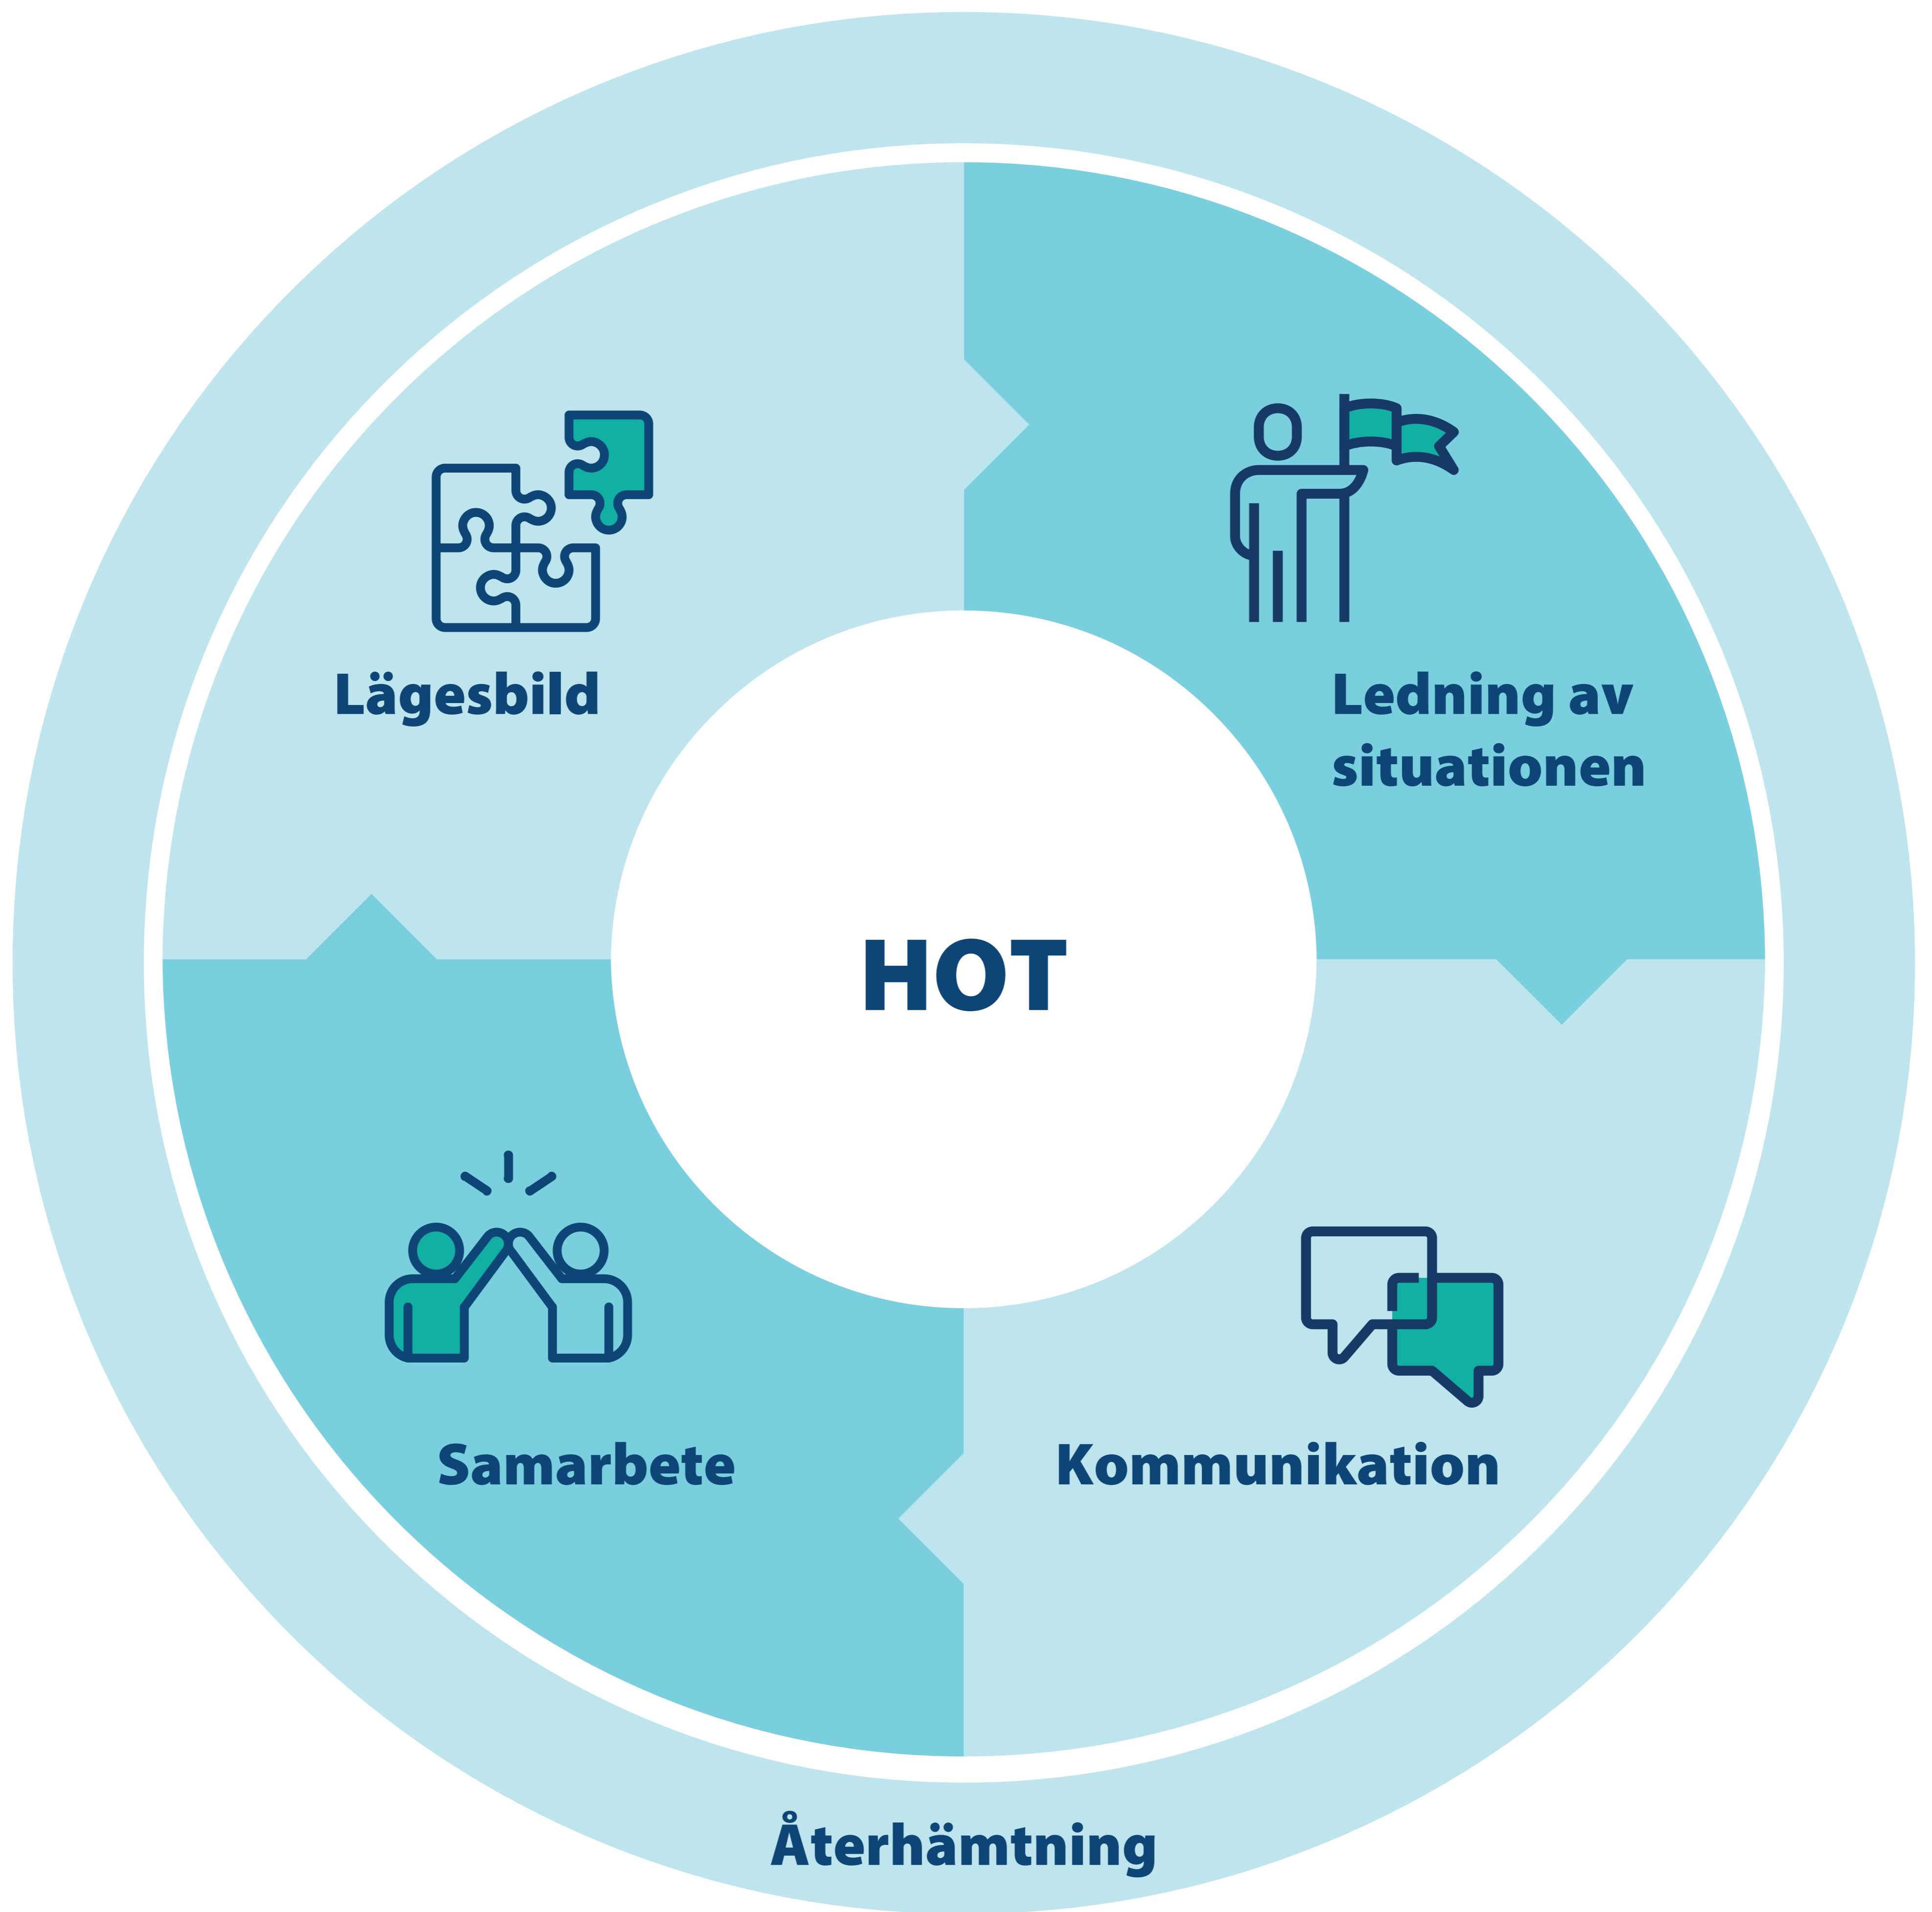 Lägesbild
Ledning av
situationen
HOT
Samarbete
Kommunikation
Återhämtning